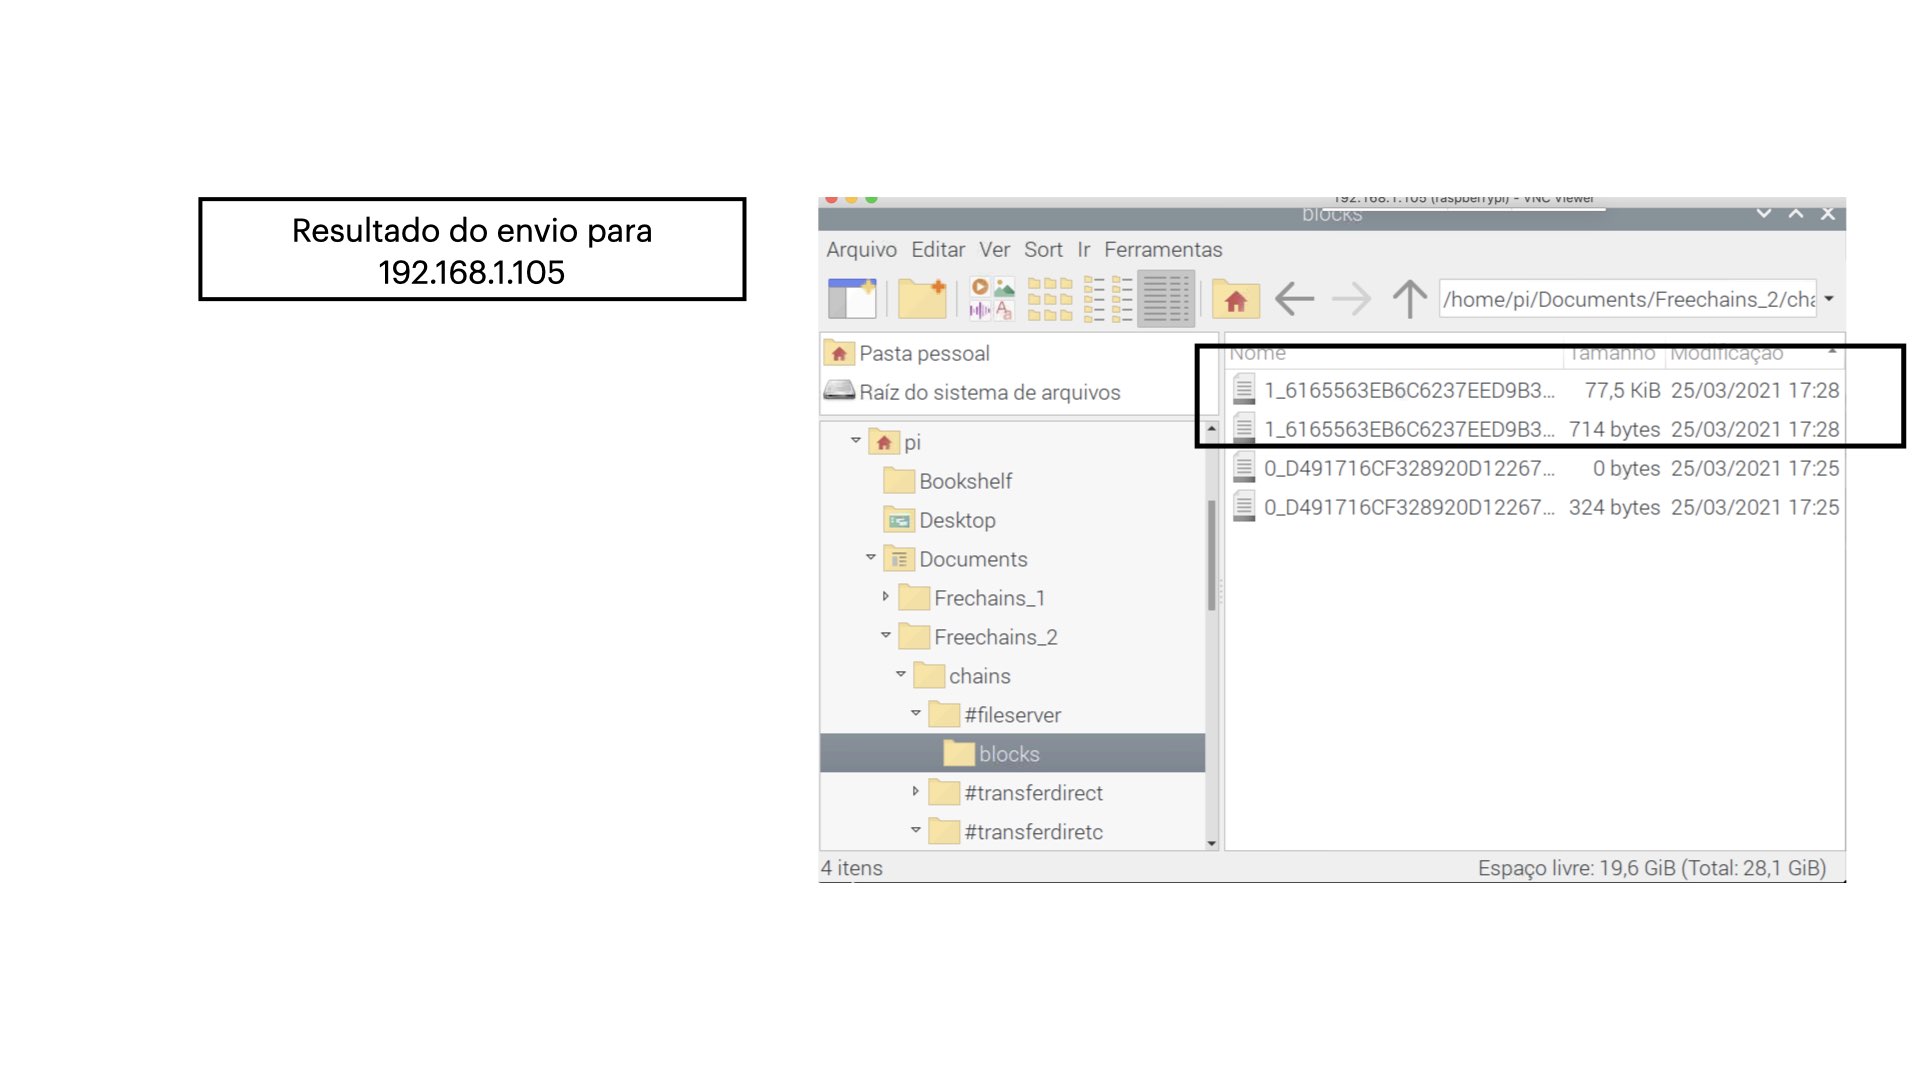 Resultado do envio para
192.168.1.105
192.168.1.105 (raspberrypi) - VNC Viewer
blocks
Arquivo Editar Ver Sort Ir Ferramentas
/home/pi/Documents/Freechains_2/cha
Pasta pessoal
Raíz do sistema de arquivos
pi
Bookshelf
Desktop
Documents
Frechains_1
Freechains_2
chains
#fileserver
blocks
#transferdirect
#transferdiretc
Nome Tamanho Modificação
1_6165563EB6C6237EED9B3... 77,5 KiB 25/03/2021 17:28
1_6165563EB6C6237EED9B3... 714 bytes 25/03/2021 17:28
0_D491716CF328920D12267... 0 bytes 25/03/2021 17:25
0_D491716CF328920D12267... 324 bytes 25/03/2021 17:25
4 itens
Espaço livre: 19,6 GiB (Total: 28,1 GiB)